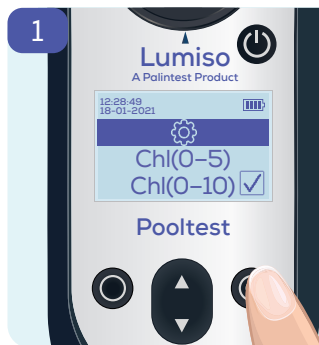 1
Lumiso
A Palintest Product
12:28:49
18-01-2021
Chl(0–5)
Chl(0–10)
Pooltest